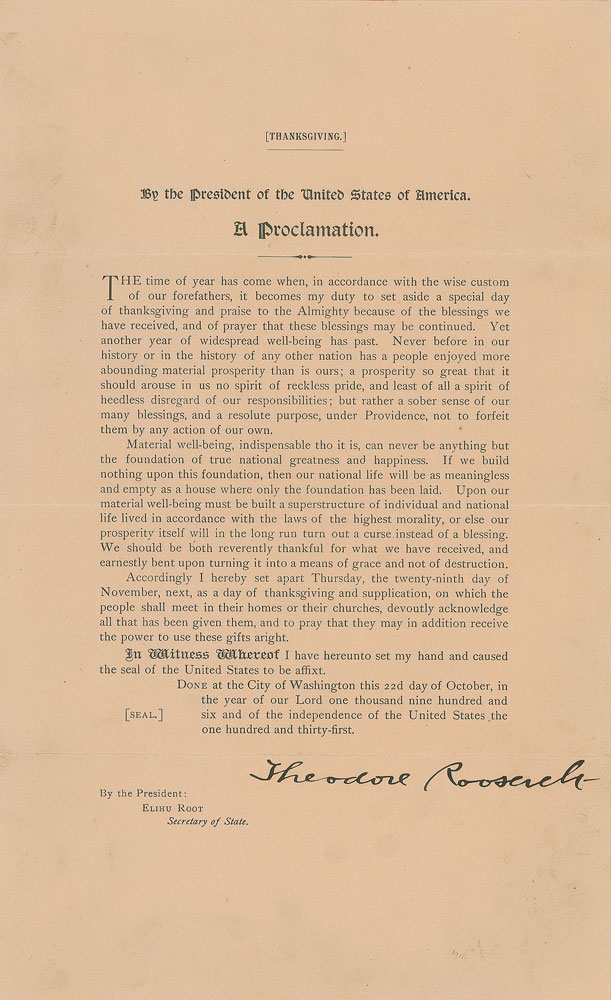 [THANKSGIVING.]
By the President of the United States of America.
A Proclamation.
THE time of year has come when, in accordance with the wise custom
of our forefathers, it becomes my duty to set aside a special day
of thanksgiving and praise to the Almighty because of the blessings we
have received, and of prayer that these blessings may be continued. Yet
another year of widespread well-being has past. Never before in our
history or in the history of any other nation has a people enjoyed more
abounding material prosperity than is ours; a prosperity so great that it
should arouse in us no spirit of reckless pride, and least of all a spirit of
heedless disregard of our responsibilities; but rather a sober sense of our
many blessings, and a resolute purpose, under Providence, not to forfeit
them by any action of our own.
Material well-being, indispensable tho it is, can never be anything but
the foundation of true national greatness and happiness. If we build
nothing upon this foundation, then our national life will be as meaningless
and empty as a house where only the foundation has been laid. Upon our
material well-being must be built a superstructure of individual and national
life lived in accordance with the laws of the highest morality, or else our
prosperity itself will in the long run turn out a curse instead of a blessing.
We should be both reverently thankful for what we have received, and
earnestly bent upon turning it into a means of grace and not of destruction.
Accordingly I hereby set apart Thursday, the twenty-ninth day of
November, next, as a day of thanksgiving and supplication, on which the
people shall meet in their homes or their churches, devoutly acknowledge
all that has been given them, and to pray that they may in addition receive
the power to use these gifts aright.
In Witness Whereof I have hereunto set my hand and caused
the seal of the United States to be affixt.
DONE at the City of Washington this 22d day of October, in
the year of our Lord one thousand nine hundred and
[SEAL.] six and of the independence of the United States the
one hundred and thirty-first.
Theodore Roosevelt
By the President:
ELIHU ROOT
Secretary of State.